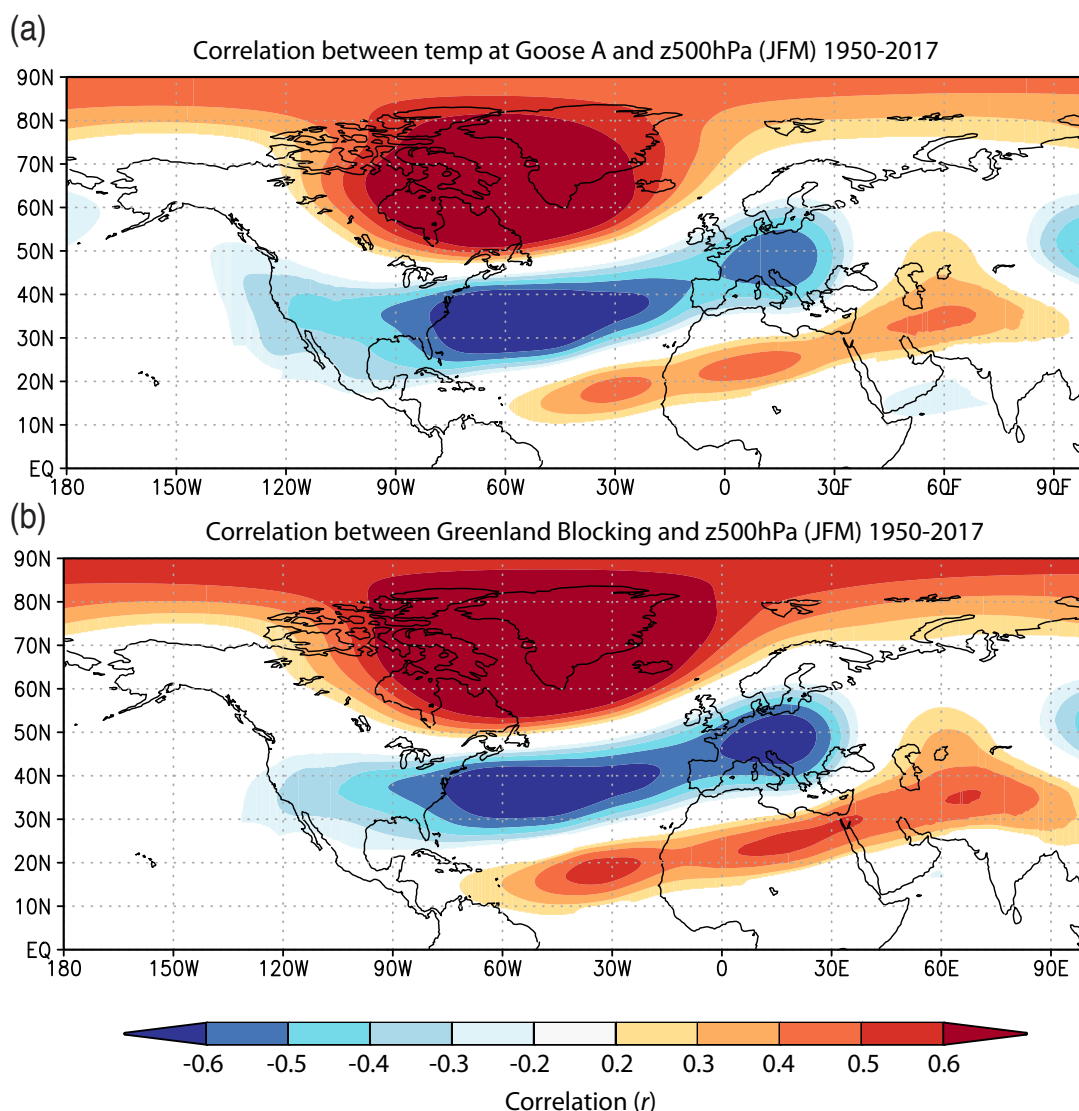 (a)
Correlation between temp at Goose A and z500hPa (JFM) 1950-2017
90N
80N
70N
60N
50N
40N
30N
20N
10N
EQ
180 150W 120W 90W 60W 30W 0 30E 60E 90E
(b)
Correlation between Greenland Blocking and z500hPa (JFM) 1950-2017
90N
80N
70N
60N
50N
40N
30N
20N
10N
EQ
180 150W 120W 90W 60W 30W 0 30E 60E 90E
-0.6 -0.5 -0.4 -0.3 -0.2 0.2 0.3 0.4 0.5 0.6
Correlation (r)